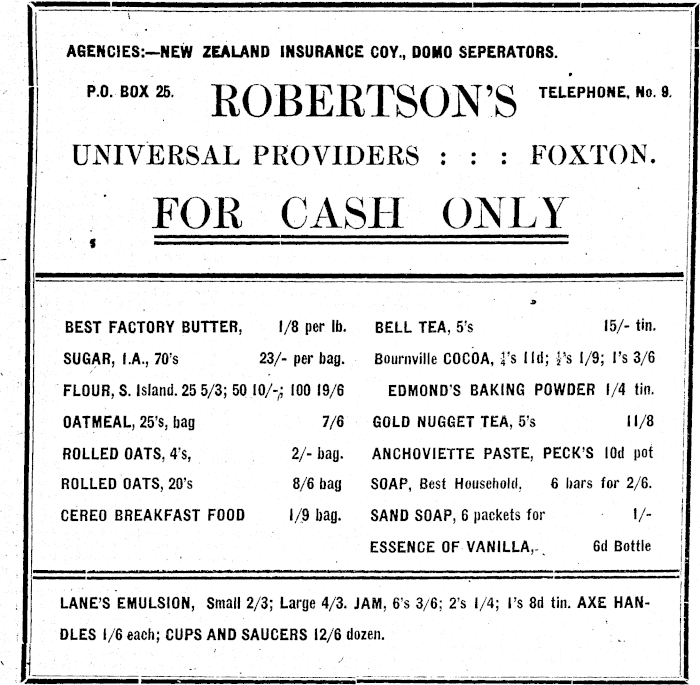 AGENCIES:—NEW ZEALAND INSURANCE COY., DOMO SEPERATORS.
P.O. BOX 25. ROBERTSON'S TELEPHONE, No. 9.
UNIVERSAL PROVIDERS : : : FOXTON.
FOR CASH ONLY
BEST FACTORY BUTTER, 1/8 per lb.
SUGAR, 1.A., 70's 23/- per bag.
FLOUR, S. Island. 25 5/3; 50 10/-; 100 19/6
OATMEAL, 25's, bag 7/6
ROLLED OATS, 4's, 2/- bag.
ROLLED OATS, 20's 8/6 bag
CEREO BREAKFAST FOOD 1/9 bag.
BELL TEA, 5's 15/- tin.
Bournville COCOA, ¼'s 11d; ½'s 1/9; 1's 3/6
EDMOND'S BAKING POWDER 1/4 tin.
GOLD NUGGET TEA, 5's 11/8
ANCHOVIETTE PASTE, PECK'S 10d pot
SOAP, Best Household, 6 bars for 2/6.
SAND SOAP, 6 packets for 1/-
ESSENCE OF VANILLA, 6d Bottle
LANE'S EMULSION, Small 2/3; Large 4/3. JAM, 6's 3/6; 2's 1/4; 1's 8d tin. AXE HAN-
DLES 1/6 each; CUPS AND SAUCERS 12/6 dozen.